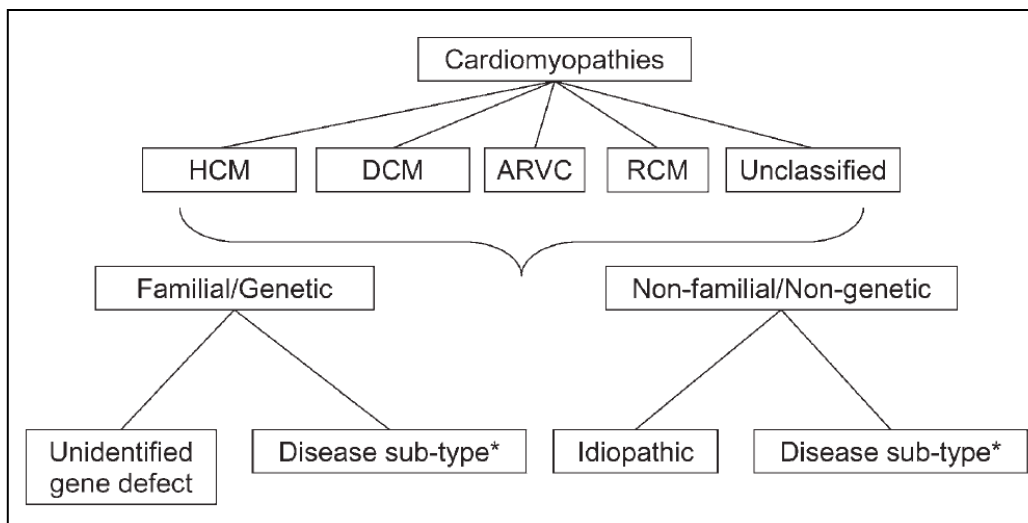 Cardiomyopathies
HCM
DCM
ARVC
RCM
Unclassified
Familial/Genetic
Non-familial/Non-genetic
Unidentified
gene defect
Disease sub-type*
Idiopathic
Disease sub-type*